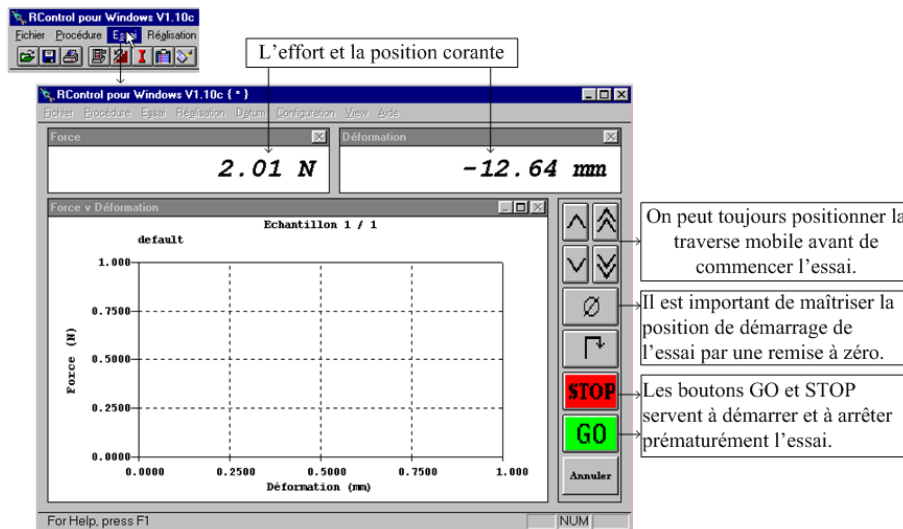 RControl pour Windows V1.10c
Fichier Procédure Essai Réalisation
L'effort et la position corante
RControl pour Windows V1.10c { * }
Fichier Procédure Essai Réalisation Datum Configuration View Aide
Force
Déformation
2.01 N
-12.64 mm
Force v Déformation
Echantillon 1 / 1
default
1.000
0.7500
0.5000
0.2500
0.0000
Force (N)
0.0000 0.2500 0.5000 0.7500 1.000
Déformation (mm)
STOP
GO
Annuler
On peut toujours positionner la
traverse mobile avant de
commencer l'essai.
Il est important de maîtriser la
position de démarrage de
l'essai par une remise à zéro.
Les boutons GO et STOP
servent à démarrer et à arrêter
prématurément l'essai.
For Help, press F1
NUM